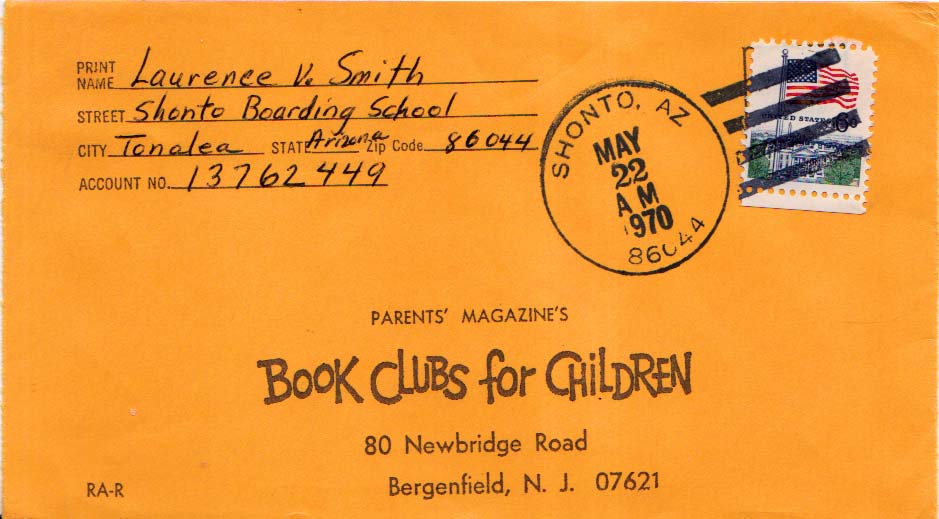 PRINT NAME Laurence V. Smith
STREET Shonto Boarding School
CITY Tonalea STATE Arizona Zip Code 86044
ACCOUNT NO. 13762449
SHONTO, AZ
MAY
22
AM
1970
86044
UNITED STATES 6c
PARENTS' MAGAZINE'S
BOOK CLUBS for CHiLDREN
80 Newbridge Road
Bergenfield, N. J. 07621
RA-R